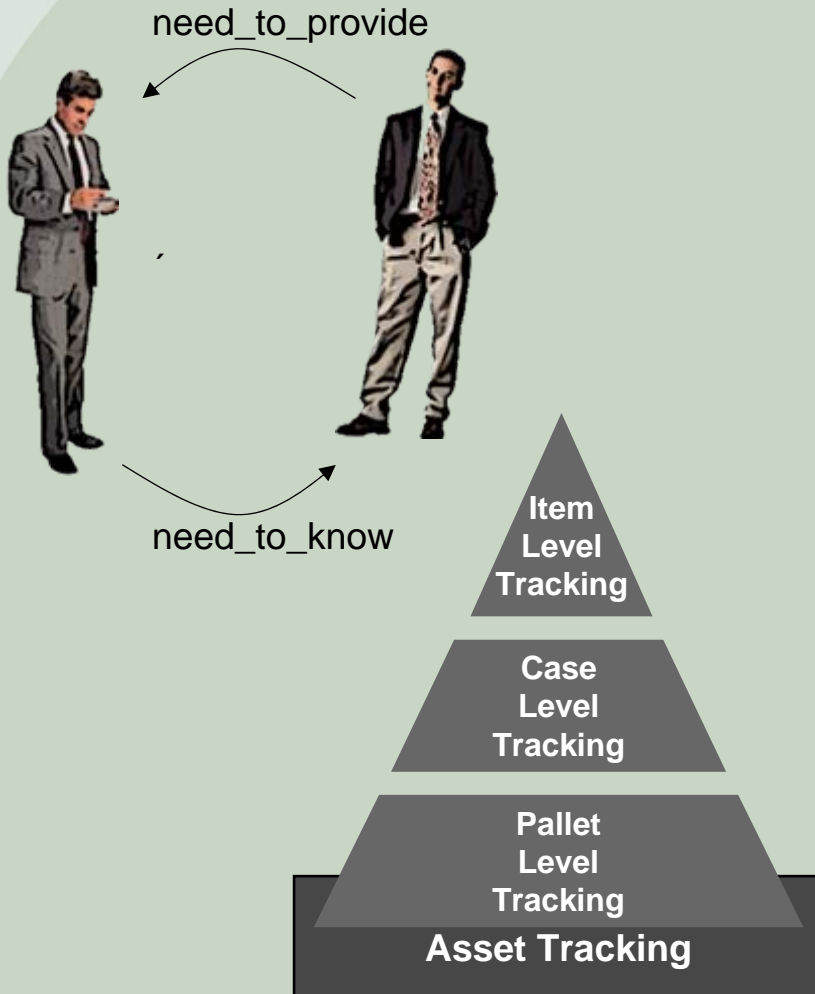 need_to_provide
need_to_know
Item
Level
Tracking
Case
Level
Tracking
Pallet
Level
Tracking
Asset Tracking